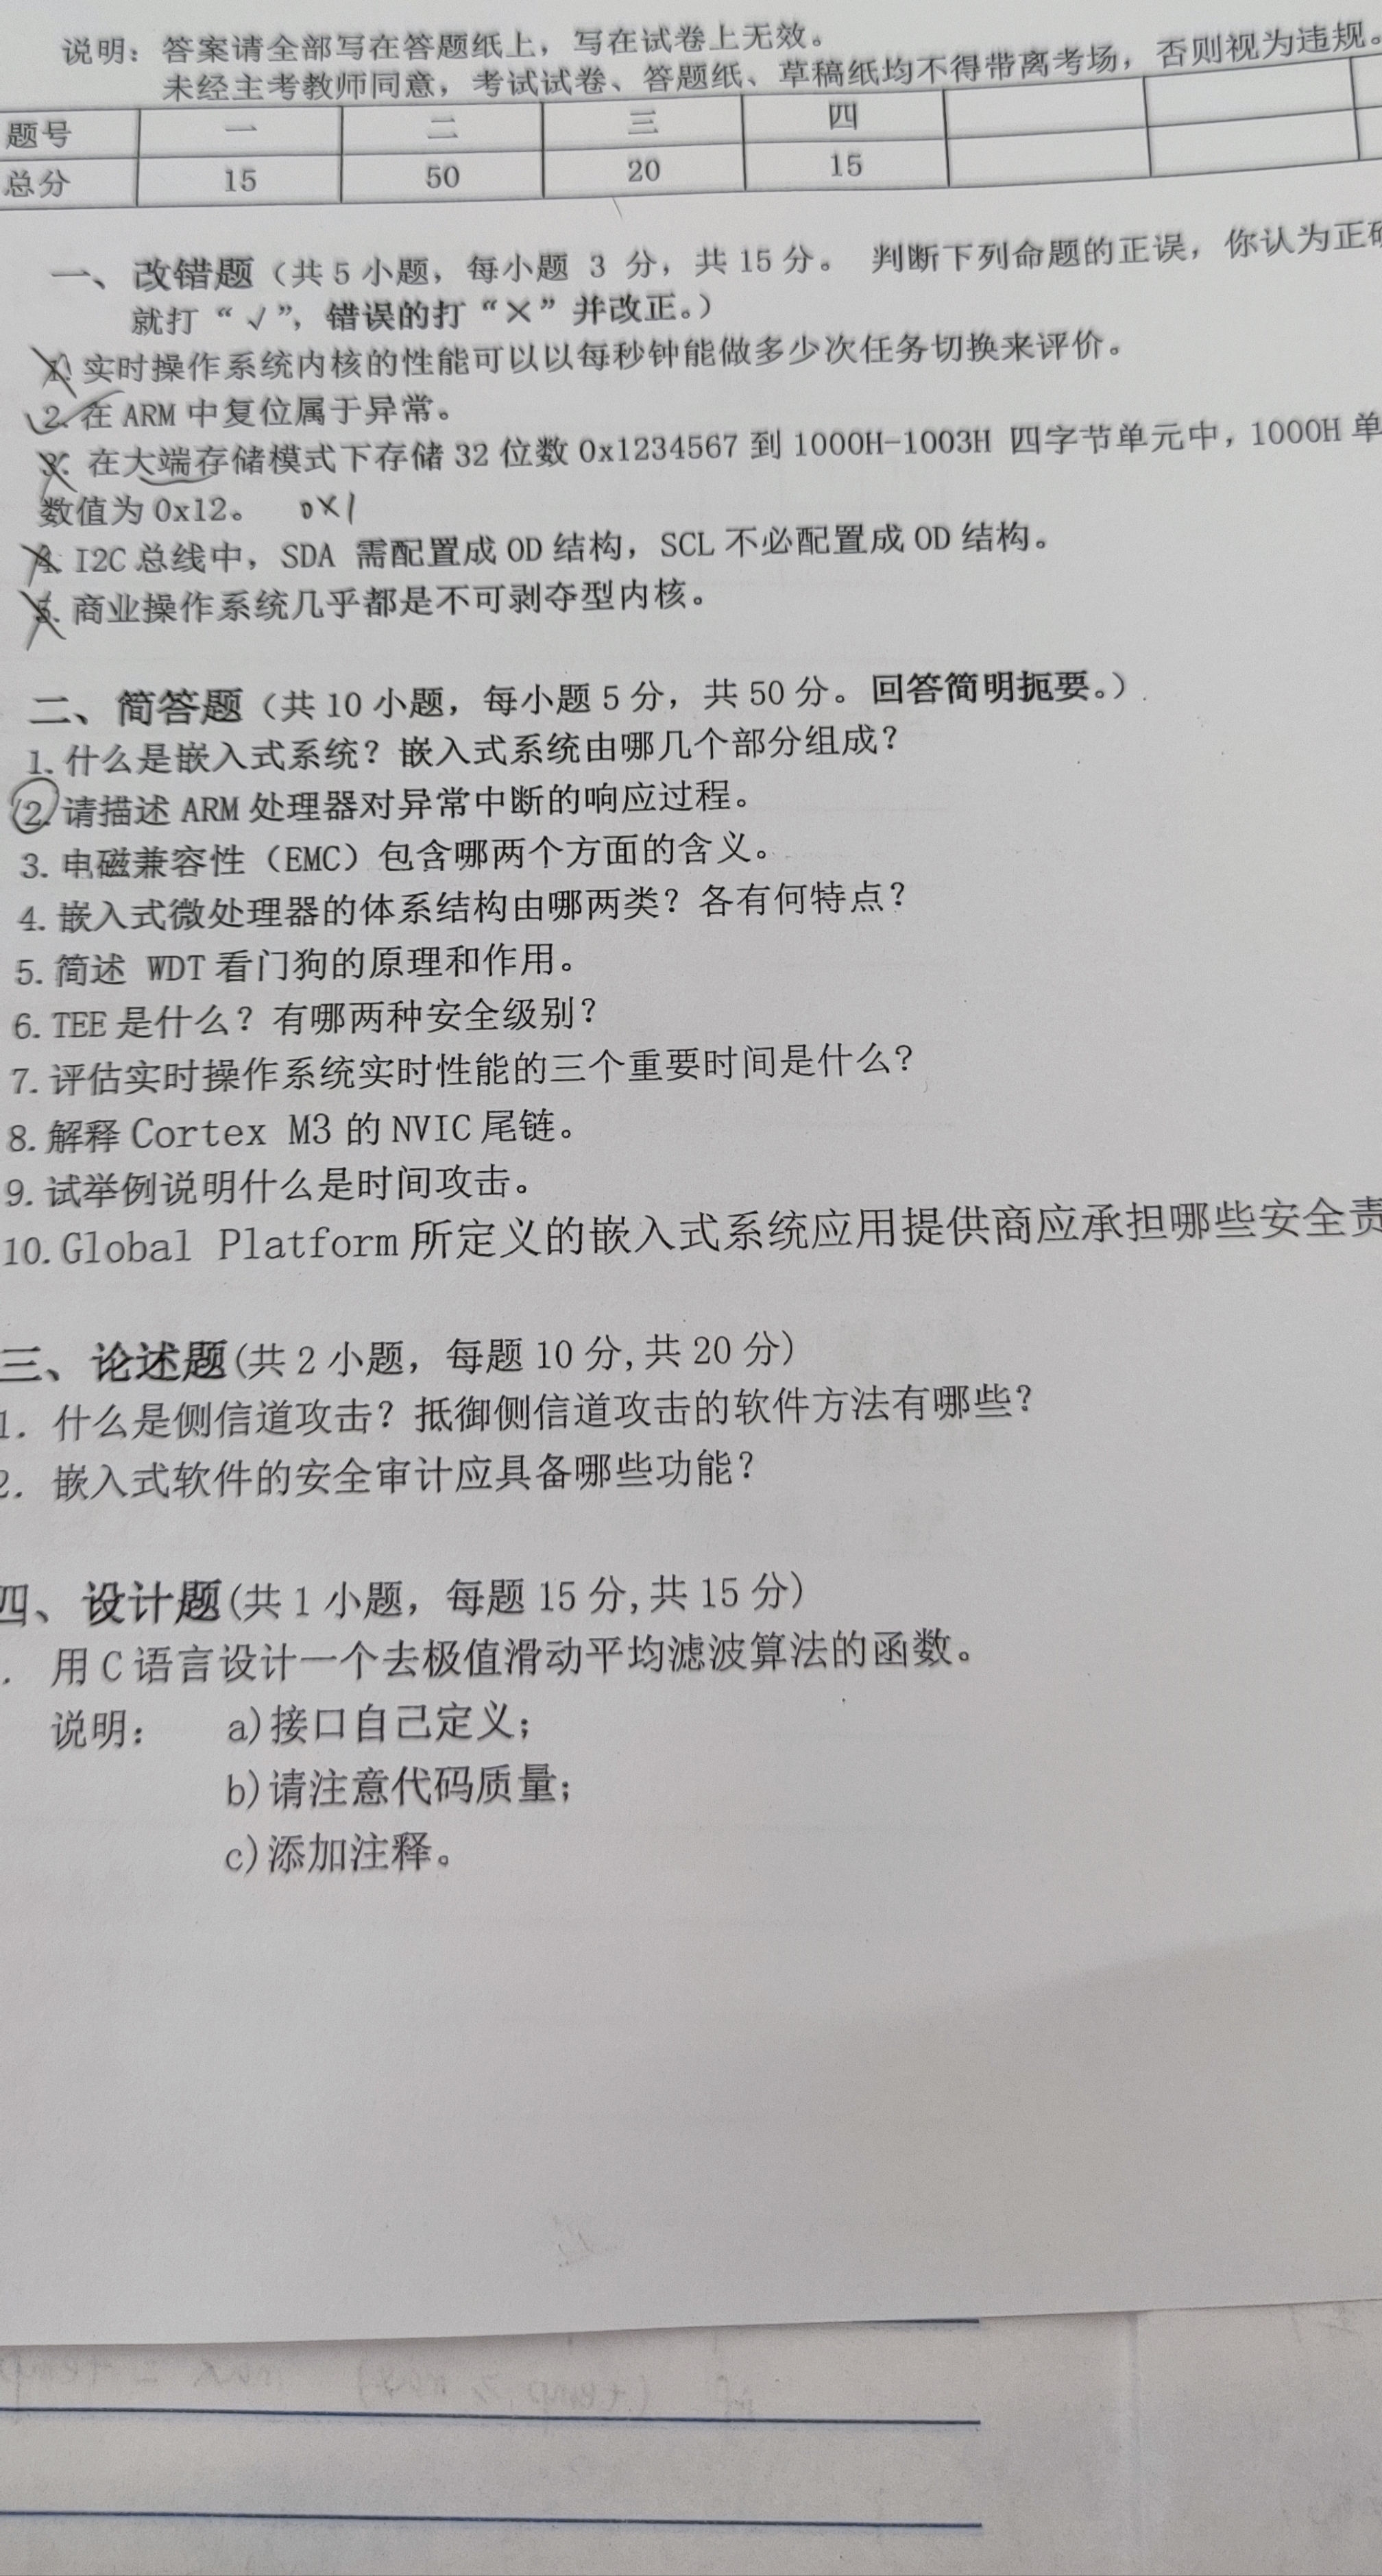 说明：答案请全部写在答题纸上，写在试卷上无效。
未经主考教师同意，考试试卷、答题纸、草稿纸均不得带离考场，否则视为违规。
题号 一 二 三 四
总分 15 50 20 15
一、改错题（共5小题，每小题 3 分，共15分。 判断下列命题的正误，你认为正确
就打“√”，错误的打“×”并改正。）
1. 实时操作系统内核的性能可以以每秒钟能做多少次任务切换来评价。
2. 在 ARM 中复位属于异常。
3. 在大端存储模式下存储 32 位数 0x1234567 到 1000H-1003H 四字节单元中，1000H 单
数值为 0x12。 0x1
4. I2C 总线中，SDA 需配置成 OD 结构，SCL 不必配置成 OD 结构。
5. 商业操作系统几乎都是不可剥夺型内核。
二、简答题（共10小题，每小题5分，共50分。回答简明扼要。）
1. 什么是嵌入式系统？嵌入式系统由哪几个部分组成？
2. 请描述 ARM 处理器对异常中断的响应过程。
3. 电磁兼容性（EMC）包含哪两个方面的含义。
4. 嵌入式微处理器的体系结构由哪两类？各有何特点？
5. 简述 WDT 看门狗的原理和作用。
6. TEE 是什么？有哪两种安全级别？
7. 评估实时操作系统实时性能的三个重要时间是什么？
8. 解释 Cortex M3 的 NVIC 尾链。
9. 试举例说明什么是时间攻击。
10. Global Platform 所定义的嵌入式系统应用提供商应承担哪些安全责
三、论述题(共2小题，每题10分,共20分)
1. 什么是侧信道攻击？抵御侧信道攻击的软件方法有哪些？
2. 嵌入式软件的安全审计应具备哪些功能？
四、设计题(共1小题，每题15分,共15分)
. 用C语言设计一个去极值滑动平均滤波算法的函数。
说明： a)接口自己定义；
b)请注意代码质量；
c)添加注释。